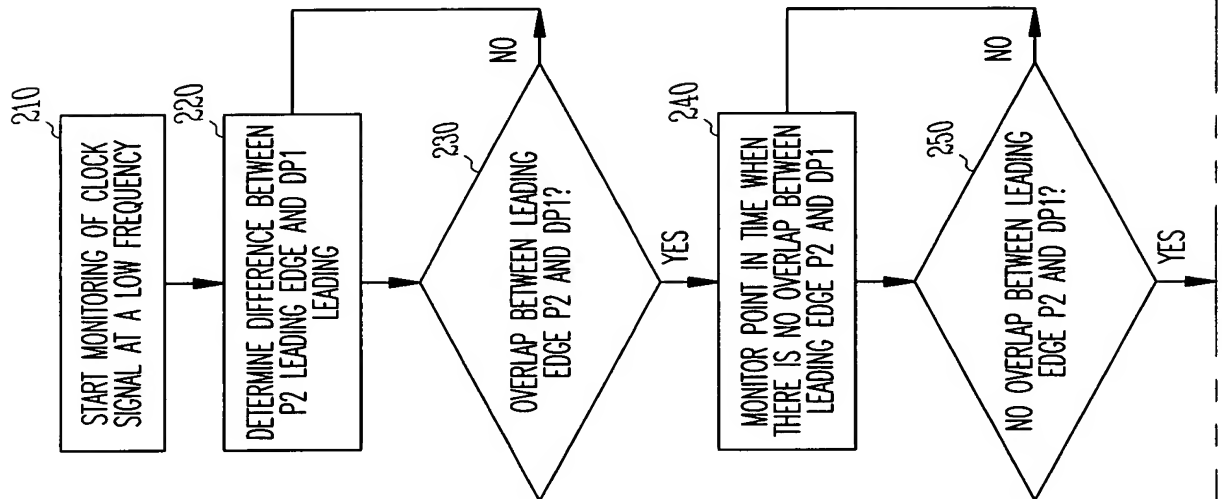 210
START MONITORING OF CLOCK
SIGNAL AT A LOW FREQUENCY
220
DETERMINE DIFFERENCE BETWEEN
P2 LEADING EDGE AND DP1
LEADING
230
OVERLAP BETWEEN LEADING
EDGE P2 AND DP1?
NO
YES
240
MONITOR POINT IN TIME WHEN
THERE IS NO OVERLAP BETWEEN
LEADING EDGE P2 AND DP1
250
NO OVERLAP BETWEEN LEADING
EDGE P2 AND DP1?
NO
YES